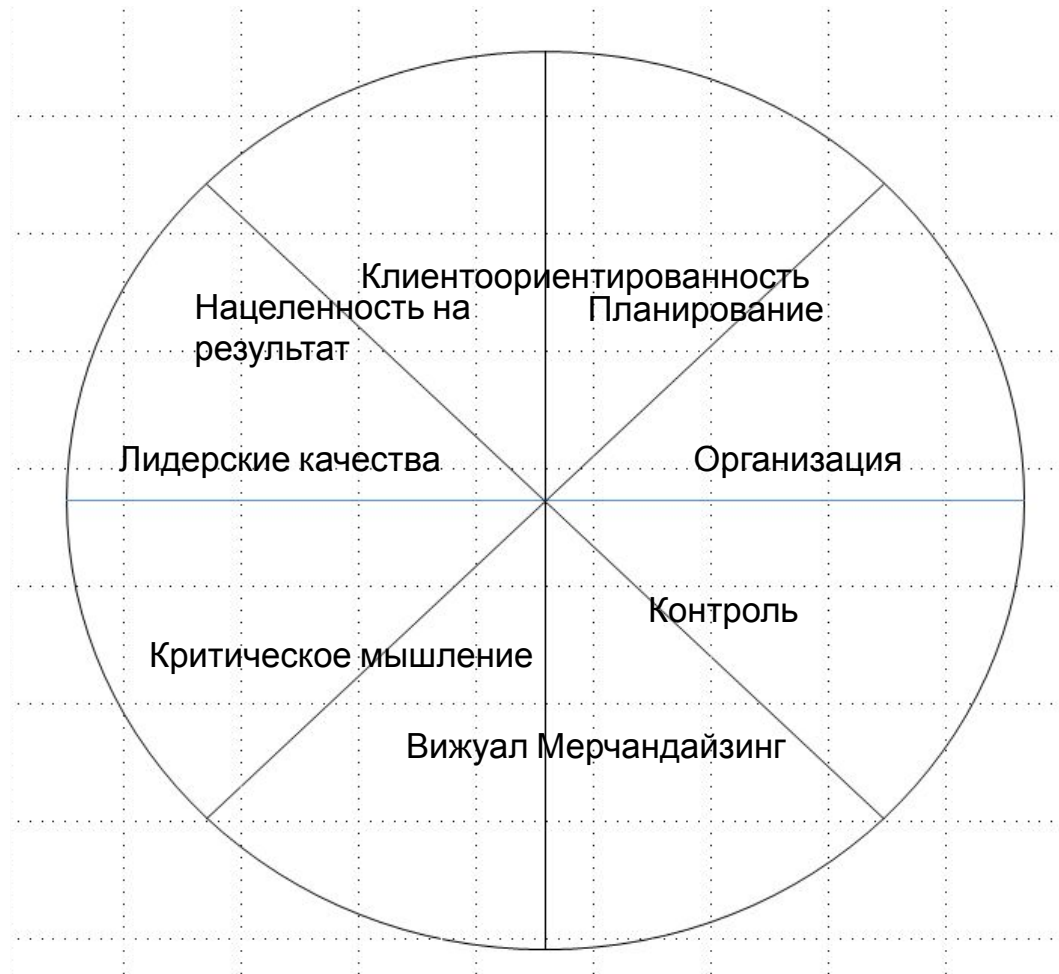 Клиентоориентированность
Нацеленность на
результат
Планирование
Лидерские качества
Организация
Контроль
Критическое мышление
Вижуал Мерчандайзинг